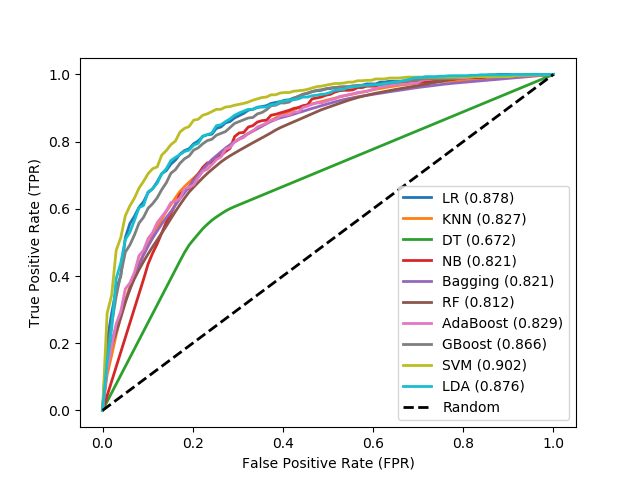 True Positive Rate (TPR)
1.0
0.8
0.6
0.4
0.2
0.0
LR (0.878)
KNN (0.827)
DT (0.672)
NB (0.821)
Bagging (0.821)
RF (0.812)
AdaBoost (0.829)
GBoost (0.866)
SVM (0.902)
LDA (0.876)
Random
0.0 0.2 0.4 0.6 0.8 1.0
False Positive Rate (FPR)